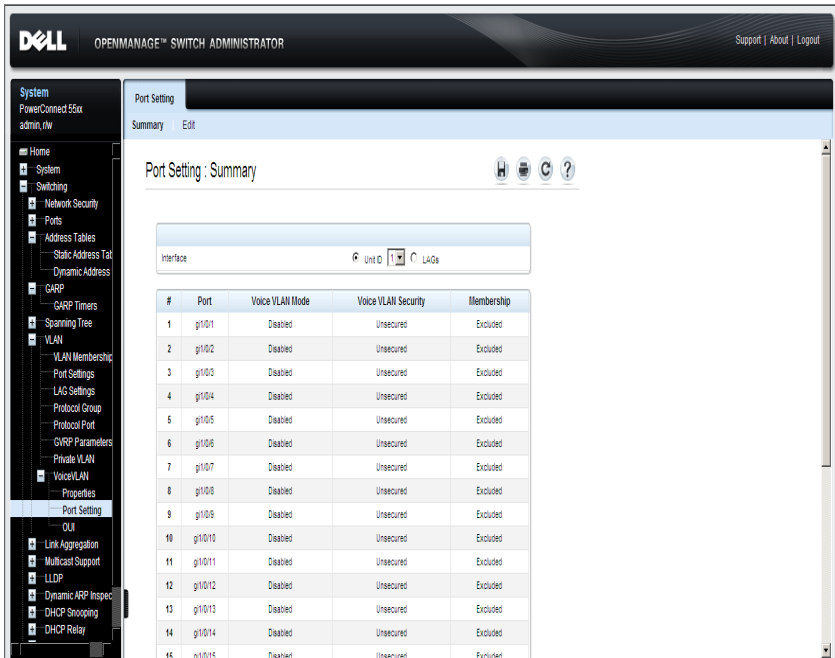 DELL OPENMANAGE™ SWITCH ADMINISTRATOR Support | About | Logout
System
PowerConnect 55xx
admin, r/w
Home
System
Switching
Network Security
Ports
Address Tables
Static Address Tab
Dynamic Address
GARP
GARP Timers
Spanning Tree
VLAN
VLAN Membership
Port Settings
LAG Settings
Protocol Group
Protocol Port
GVRP Parameters
Private VLAN
VoiceVLAN
Properties
Port Setting
OUI
Link Aggregation
Multicast Support
LLDP
Dynamic ARP Inspec
DHCP Snooping
DHCP Relay
Port Setting
Summary Edit
Port Setting : Summary
Interface Unit ID 1 LAGs
# Port Voice VLAN Mode Voice VLAN Security Membership
1 gi1/0/1 Disabled Unsecured Excluded
2 gi1/0/2 Disabled Unsecured Excluded
3 gi1/0/3 Disabled Unsecured Excluded
4 gi1/0/4 Disabled Unsecured Excluded
5 gi1/0/5 Disabled Unsecured Excluded
6 gi1/0/6 Disabled Unsecured Excluded
7 gi1/0/7 Disabled Unsecured Excluded
8 gi1/0/8 Disabled Unsecured Excluded
9 gi1/0/9 Disabled Unsecured Excluded
10 gi1/0/10 Disabled Unsecured Excluded
11 gi1/0/11 Disabled Unsecured Excluded
12 gi1/0/12 Disabled Unsecured Excluded
13 gi1/0/13 Disabled Unsecured Excluded
14 gi1/0/14 Disabled Unsecured Excluded
15 gi1/0/15 Disabled Unsecured Excluded